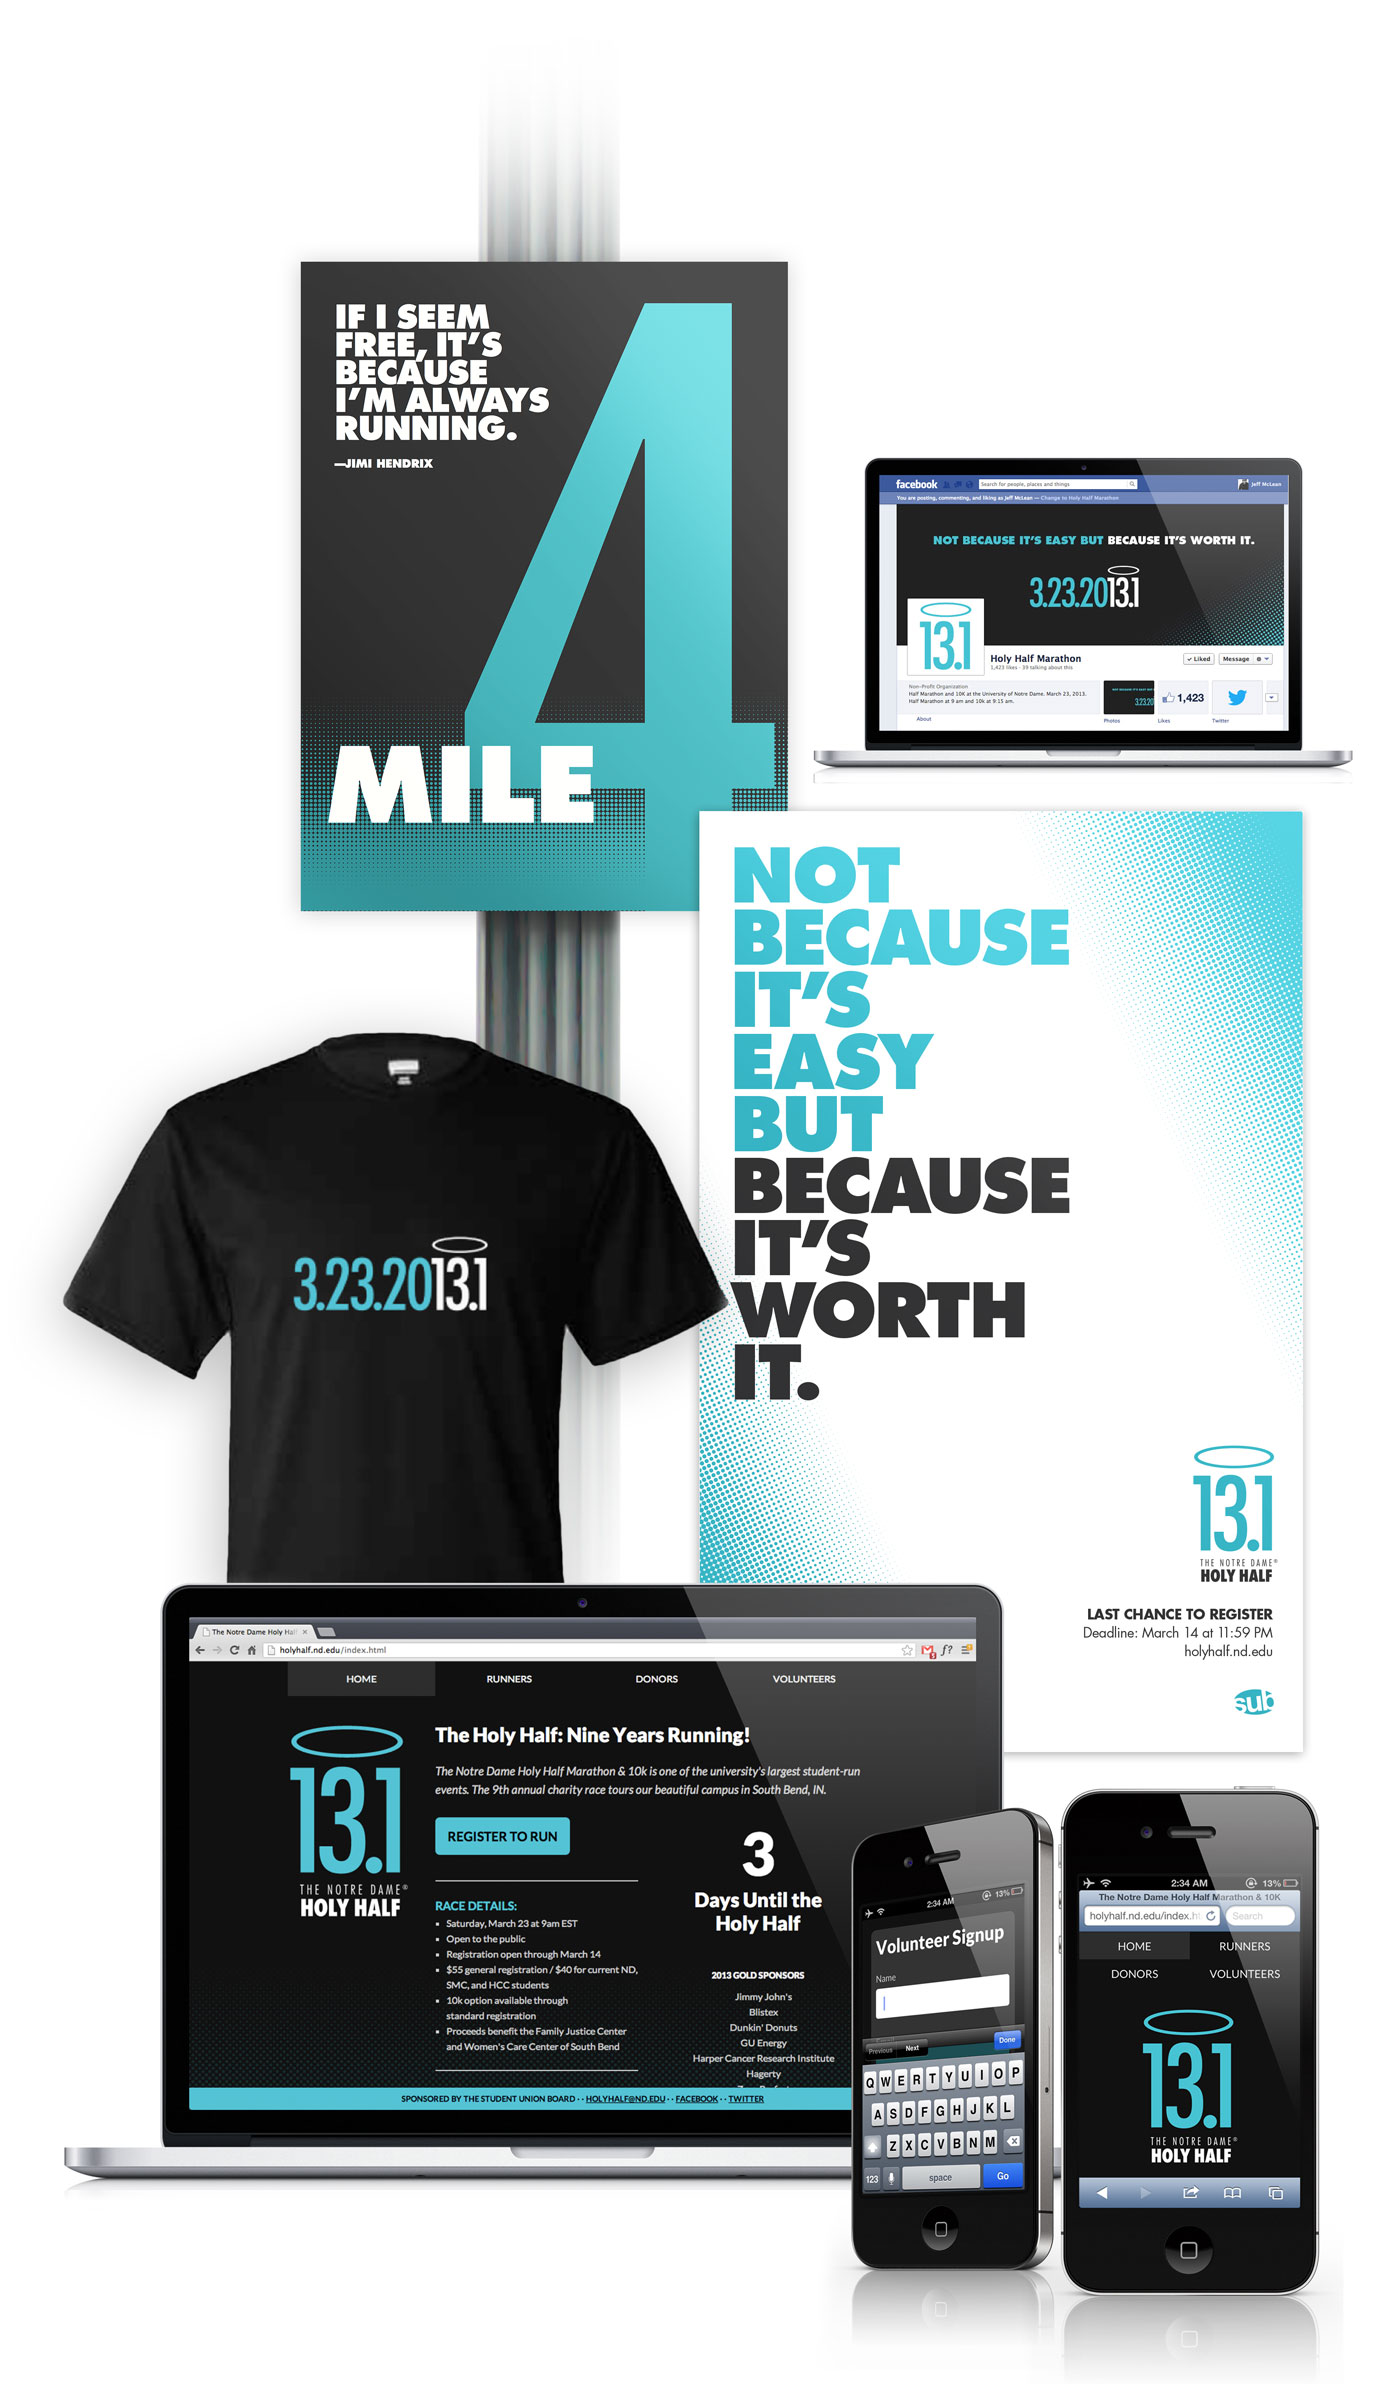 IF I SEEM
FREE, IT'S
BECAUSE
I'M ALWAYS
RUNNING.
—JIMI HENDRIX
4
MILE
facebook
Search for people, places and things
Jeff McLean
You are posting, commenting, and liking as Jeff McLean — Change to Holy Half Marathon
NOT BECAUSE IT'S EASY BUT BECAUSE IT'S WORTH IT.
3.23.2013.1
13.1
Holy Half Marathon
1,423 likes · 39 talking about this
Liked
Message
Non-Profit Organization
Half Marathon and 10K at the University of Notre Dame. March 23, 2013.
Half Marathon at 9 am and 10k at 9:15 am.
About
1,423
Photos
Likes
Twitter
NOT
BECAUSE
IT'S
EASY
BUT
BECAUSE
IT'S
WORTH
IT.
13.1
THE NOTRE DAME®
HOLY HALF
LAST CHANCE TO REGISTER
Deadline: March 14 at 11:59 PM
holyhalf.nd.edu
sub
3.23.2013.1
The Notre Dame Holy Half
holyhalf.nd.edu/index.html
f?
HOME
RUNNERS
DONORS
VOLUNTEERS
13.1
THE NOTRE DAME®
HOLY HALF
The Holy Half: Nine Years Running!
The Notre Dame Holy Half Marathon & 10k is one of the university's largest student-run
events. The 9th annual charity race tours our beautiful campus in South Bend, IN.
REGISTER TO RUN
RACE DETAILS:
▪ Saturday, March 23 at 9am EST
▪ Open to the public
▪ Registration open through March 14
▪ $55 general registration / $40 for current ND,
SMC, and HCC students
▪ 10k option available through
standard registration
▪ Proceeds benefit the Family Justice Center
and Women's Care Center of South Bend
3
Days Until the
Holy Half
2013 GOLD SPONSORS
Jimmy John's
Blistex
Dunkin' Donuts
GU Energy
Harper Cancer Research Institute
Hagerty
SPONSORED BY THE STUDENT UNION BOARD · · HOLYHALF@ND.EDU · · FACEBOOK · · TWITTER
2:34 AM
13%
Volunteer Signup
Name
Previous
Next
Done
Q W E R T Y U I O P
A S D F G H J K L
Z X C V B N M
123
space
Go
2:34 AM
13%
The Notre Dame Holy Half Marathon & 10K
holyhalf.nd.edu/index.ht
Search
HOME
RUNNERS
DONORS
VOLUNTEERS
13.1
THE NOTRE DAME®
HOLY HALF